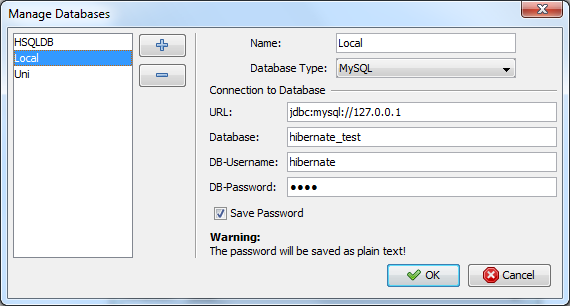 Manage Databases
HSQLDB
Local
Uni
Name: Local
Database Type: MySQL
Connection to Database
URL: jdbc:mysql://127.0.0.1
Database: hibernate_test
DB-Username: hibernate
DB-Password: ●●●●
Save Password
Warning:
The password will be saved as plain text!
OK Cancel